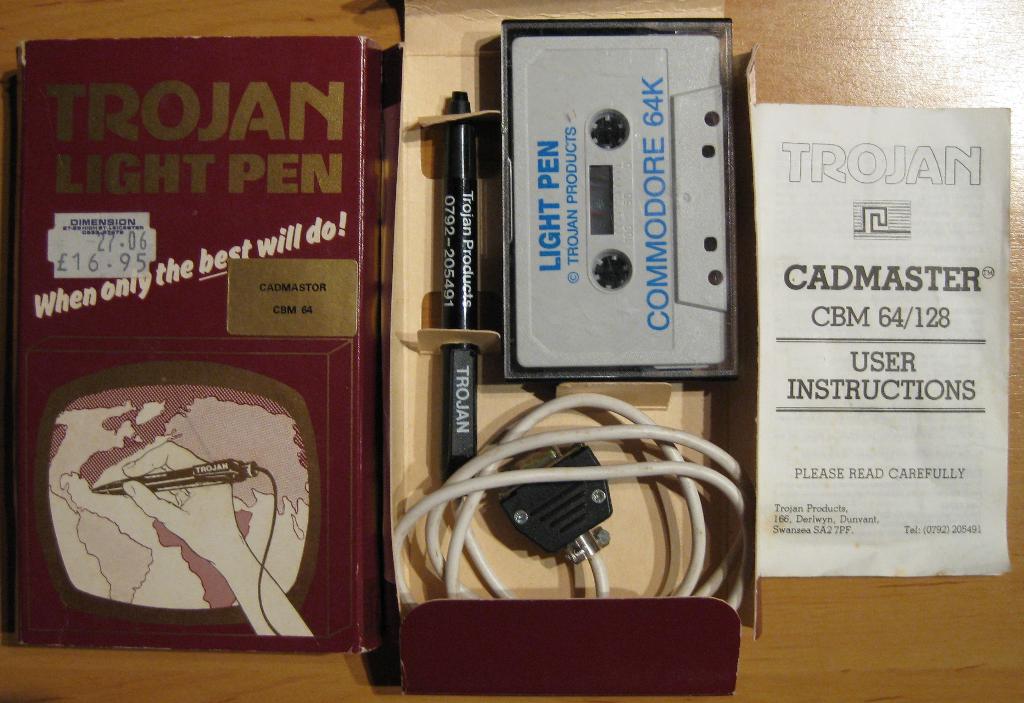 TROJAN
LIGHT PEN
DIMENSION
27.06
£16.95
When only the best will do!
CADMASTOR
CBM 64
TROJAN
Trojan Products
0792-205491
TROJAN
LIGHT PEN
© TROJAN PRODUCTS
COMMODORE 64K
TROJAN
CADMASTER™
CBM 64/128
USER
INSTRUCTIONS
PLEASE READ CAREFULLY
Trojan Products,
166, Derlwyn, Dunvant,
Swansea SA2 7PF. Tel: (0792) 205491